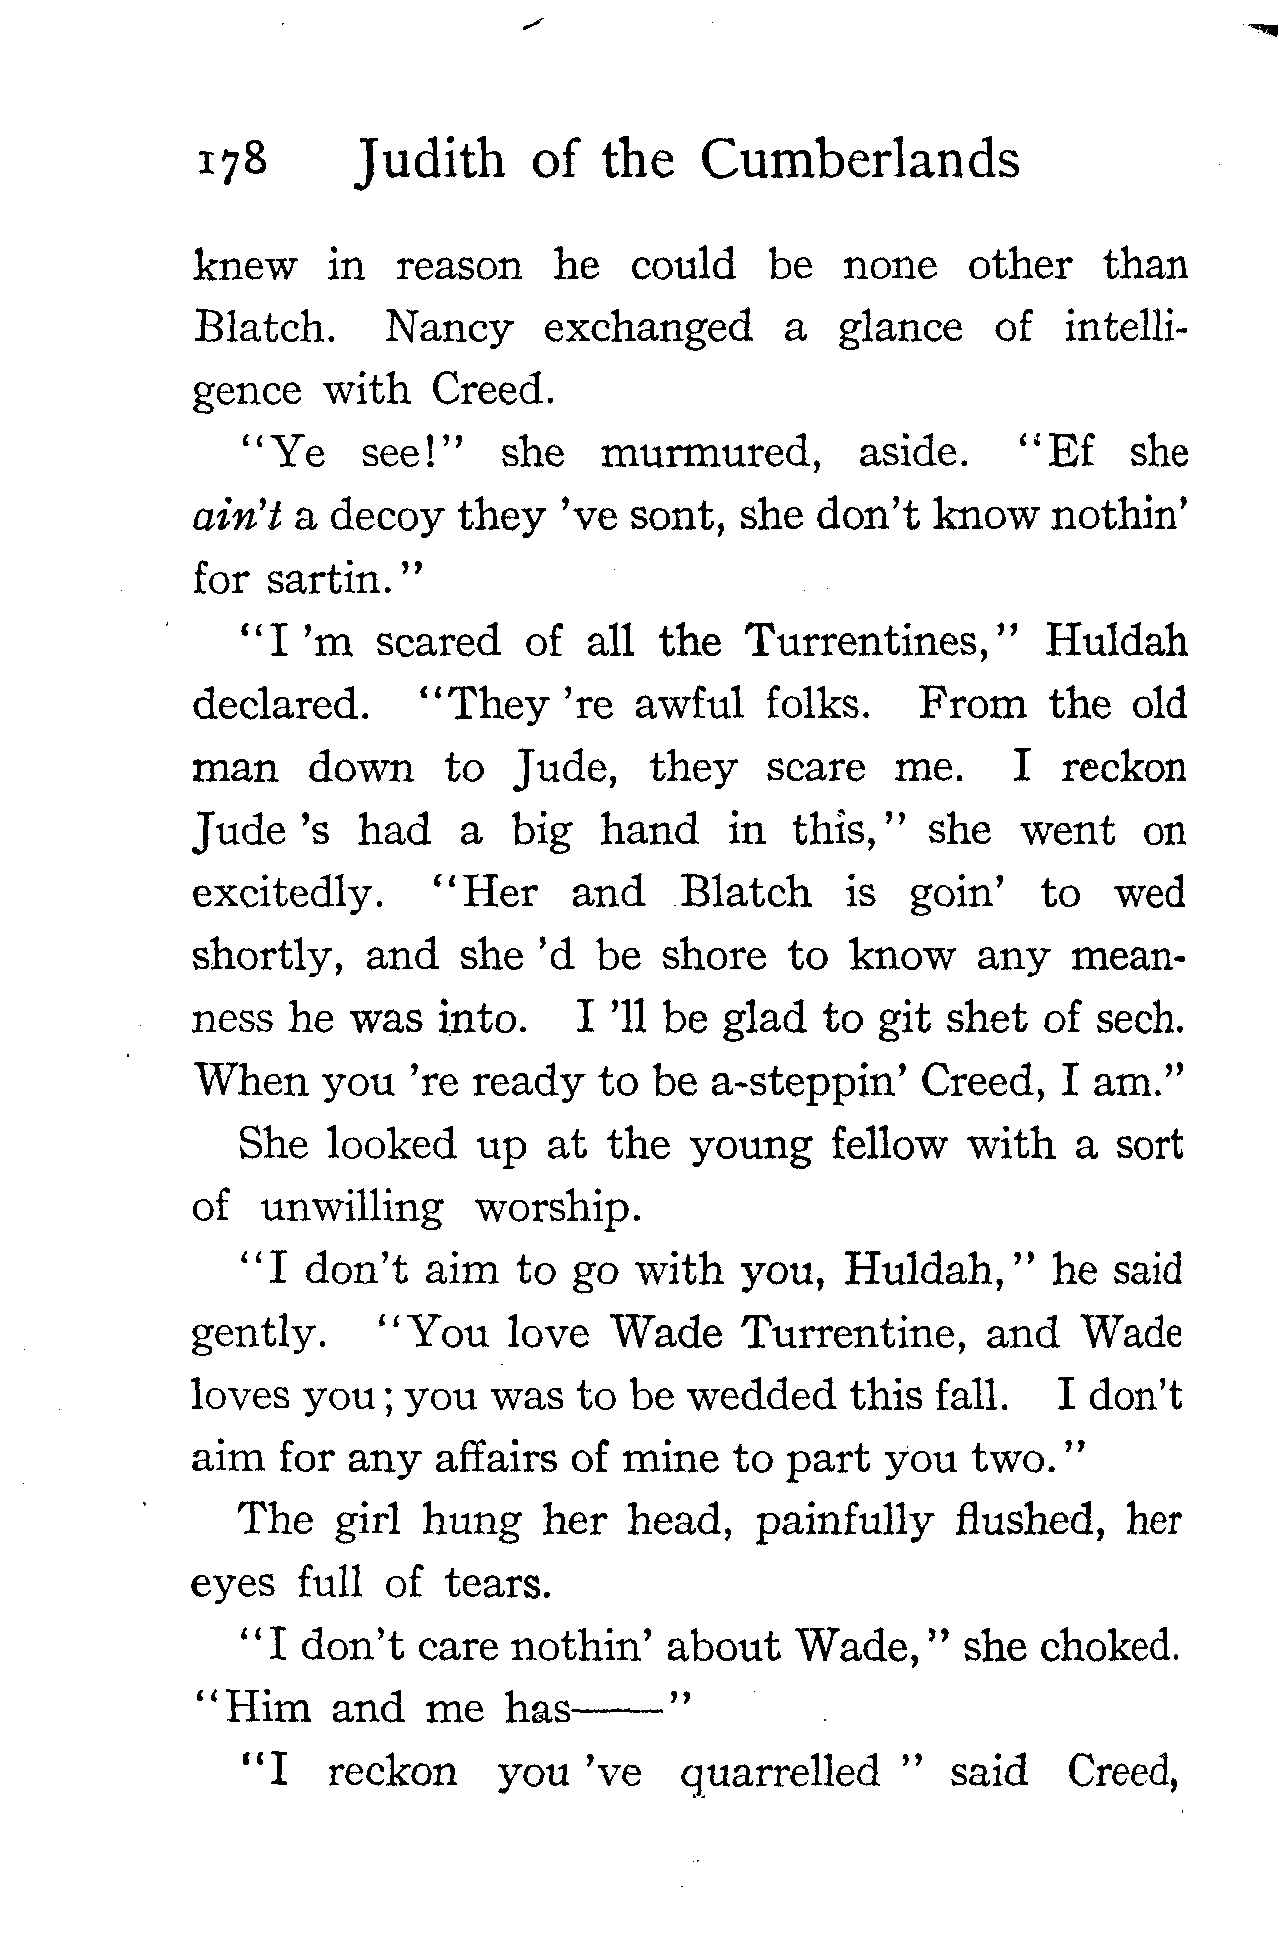 178 Judith of the Cumberlands
knew in reason he could be none other than
Blatch. Nancy exchanged a glance of intelli-
gence with Creed.
"Ye see!" she murmured, aside. "Ef she
ain't a decoy they 've sont, she don't know nothin'
for sartin."
"I 'm scared of all the Turrentines," Huldah
declared. "They 're awful folks. From the old
man down to Jude, they scare me. I reckon
Jude 's had a big hand in this," she went on
excitedly. "Her and Blatch is goin' to wed
shortly, and she 'd be shore to know any mean-
ness he was into. I 'll be glad to git shet of sech.
When you 're ready to be a-steppin' Creed, I am."
She looked up at the young fellow with a sort
of unwilling worship.
"I don't aim to go with you, Huldah," he said
gently. "You love Wade Turrentine, and Wade
loves you; you was to be wedded this fall. I don't
aim for any affairs of mine to part you two."
The girl hung her head, painfully flushed, her
eyes full of tears.
"I don't care nothin' about Wade," she choked.
"Him and me has——"
"I reckon you 've quarrelled " said Creed,